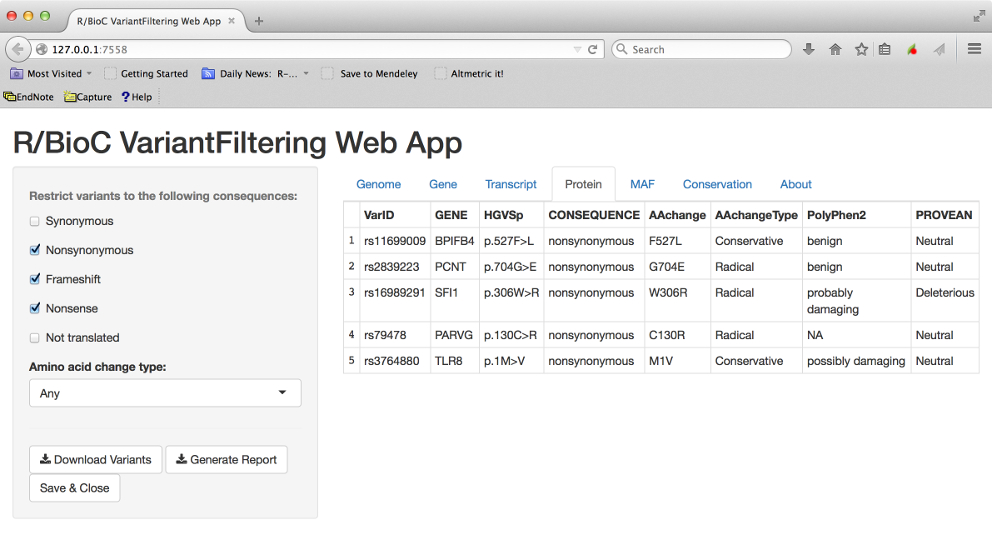 R/BioC VariantFiltering Web App
127.0.0.1:7558
Search
Most Visited
Getting Started
Daily News: R-...
Save to Mendeley
Altmetric it!
EndNote
Capture
? Help
R/BioC VariantFiltering Web App
Restrict variants to the following consequences:
Synonymous
Nonsynonymous
Frameshift
Nonsense
Not translated
Amino acid change type:
Any
Download Variants Generate Report
Save & Close
Genome Gene Transcript Protein MAF Conservation About
VarID GENE HGVSp CONSEQUENCE AAchange AAchangeType PolyPhen2 PROVEAN
1 rs11699009 BPIFB4 p.527F>L nonsynonymous F527L Conservative benign Neutral
2 rs2839223 PCNT p.704G>E nonsynonymous G704E Radical benign Neutral
3 rs16989291 SFI1 p.306W>R nonsynonymous W306R Radical probably Deleterious
damaging
4 rs79478 PARVG p.130C>R nonsynonymous C130R Radical NA Neutral
5 rs3764880 TLR8 p.1M>V nonsynonymous M1V Conservative possibly damaging Neutral